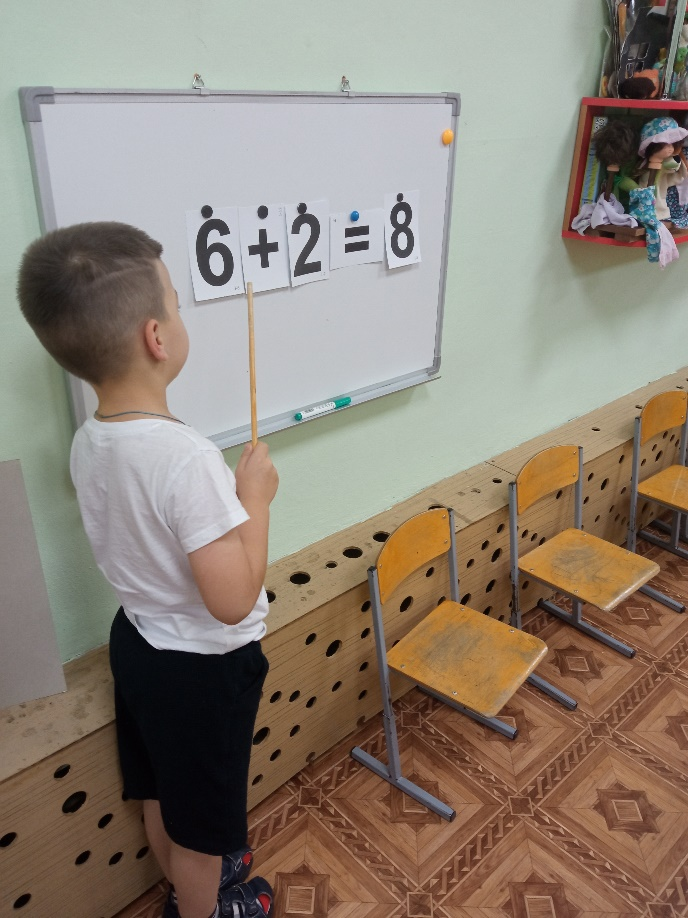 6 + 2 = 8